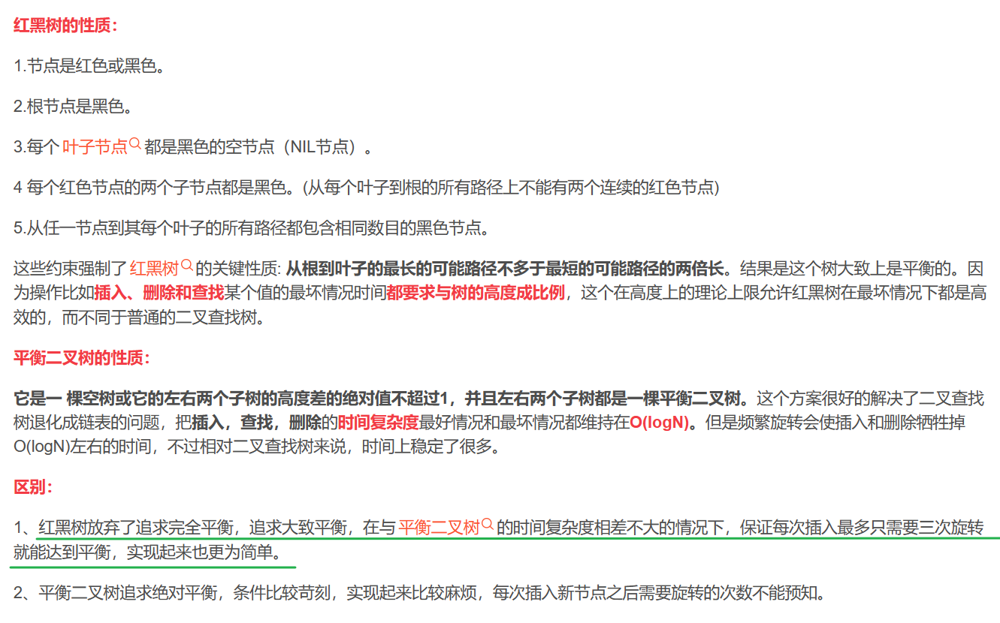 红黑树的性质：
1.节点是红色或黑色。
2.根节点是黑色。
3.每个 叶子节点 都是黑色的空节点（NIL节点）。
4 每个红色节点的两个子节点都是黑色。(从每个叶子到根的所有路径上不能有两个连续的红色节点)
5.从任一节点到其每个叶子的所有路径都包含相同数目的黑色节点。
这些约束强制了 红黑树 的关键性质: 从根到叶子的最长的可能路径不多于最短的可能路径的两倍长。结果是这个树大致上是平衡的。因
为操作比如插入、删除和查找某个值的最坏情况时间都要求与树的高度成比例，这个在高度上的理论上限允许红黑树在最坏情况下都是高
效的，而不同于普通的二叉查找树。
平衡二叉树的性质：
它是一 棵空树或它的左右两个子树的高度差的绝对值不超过1，并且左右两个子树都是一棵平衡二叉树。这个方案很好的解决了二叉查找
树退化成链表的问题，把插入，查找，删除的时间复杂度最好情况和最坏情况都维持在O(logN)。但是频繁旋转会使插入和删除牺牲掉
O(logN)左右的时间，不过相对二叉查找树来说，时间上稳定了很多。
区别：
1、红黑树放弃了追求完全平衡，追求大致平衡，在与 平衡二叉树 的时间复杂度相差不大的情况下，保证每次插入最多只需要三次旋转
就能达到平衡，实现起来也更为简单。
2、平衡二叉树追求绝对平衡，条件比较苛刻，实现起来比较麻烦，每次插入新节点之后需要旋转的次数不能预知。